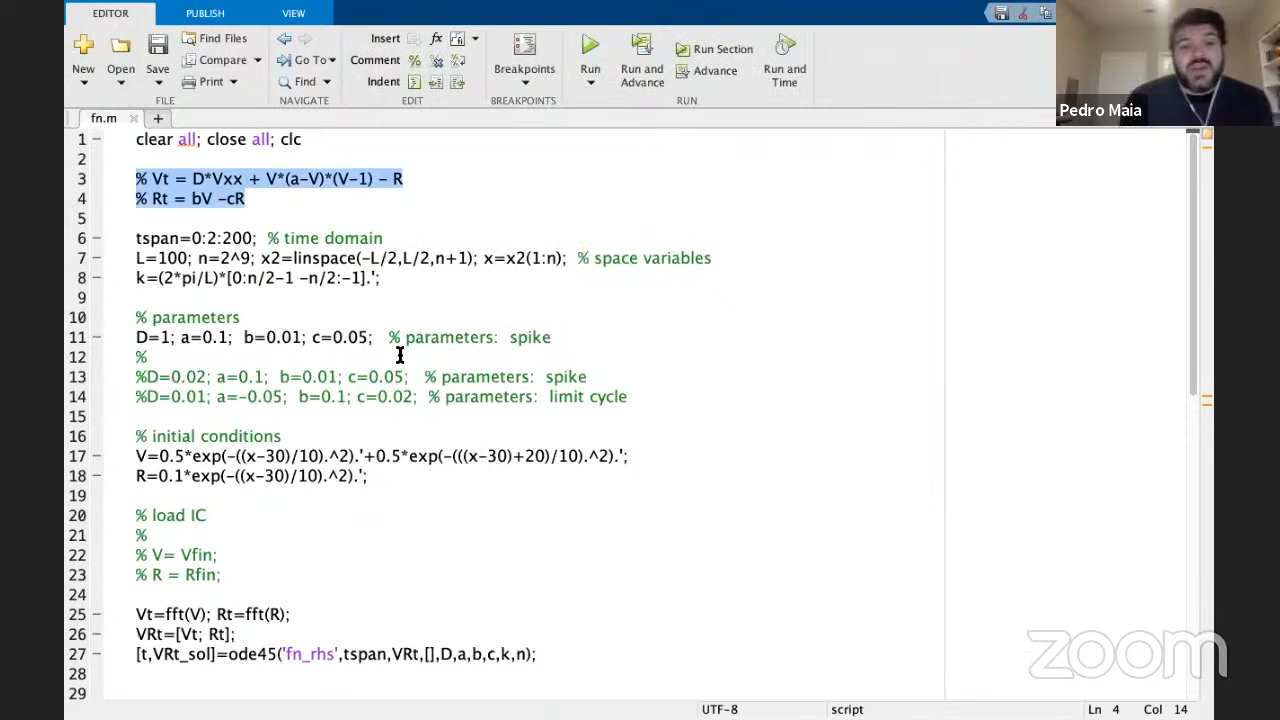 EDITOR PUBLISH VIEW
New Open Save Find Files Compare Print
Go To Find
Insert Comment Indent
Breakpoints
Run Run and Advance Run Section Advance Run and Time
FILE NAVIGATE EDIT BREAKPOINTS RUN
Pedro Maia
fn.m
1 clear all; close all; clc
2
3 % Vt = D*Vxx + V*(a-V)*(V-1) - R
4 % Rt = bV -cR
5
6 tspan=0:2:200; % time domain
7 L=100; n=2^9; x2=linspace(-L/2,L/2,n+1); x=x2(1:n); % space variables
8 k=(2*pi/L)*[0:n/2-1 -n/2:-1].';
9
10 % parameters
11 D=1; a=0.1; b=0.01; c=0.05; % parameters: spike
12 %
13 %D=0.02; a=0.1; b=0.01; c=0.05; % parameters: spike
14 %D=0.01; a=-0.05; b=0.1; c=0.02; % parameters: limit cycle
15
16 % initial conditions
17 V=0.5*exp(-((x-30)/10).^2).'+0.5*exp(-(((x-30)+20)/10).^2).';
18 R=0.1*exp(-((x-30)/10).^2).';
19
20 % load IC
21 %
22 % V= Vfin;
23 % R = Rfin;
24
25 Vt=fft(V); Rt=fft(R);
26 VRt=[Vt; Rt];
27 [t,VRt_sol]=ode45('fn_rhs',tspan,VRt,[],D,a,b,c,k,n);
28
29
zoom
UTF-8 script Ln 4 Col 14